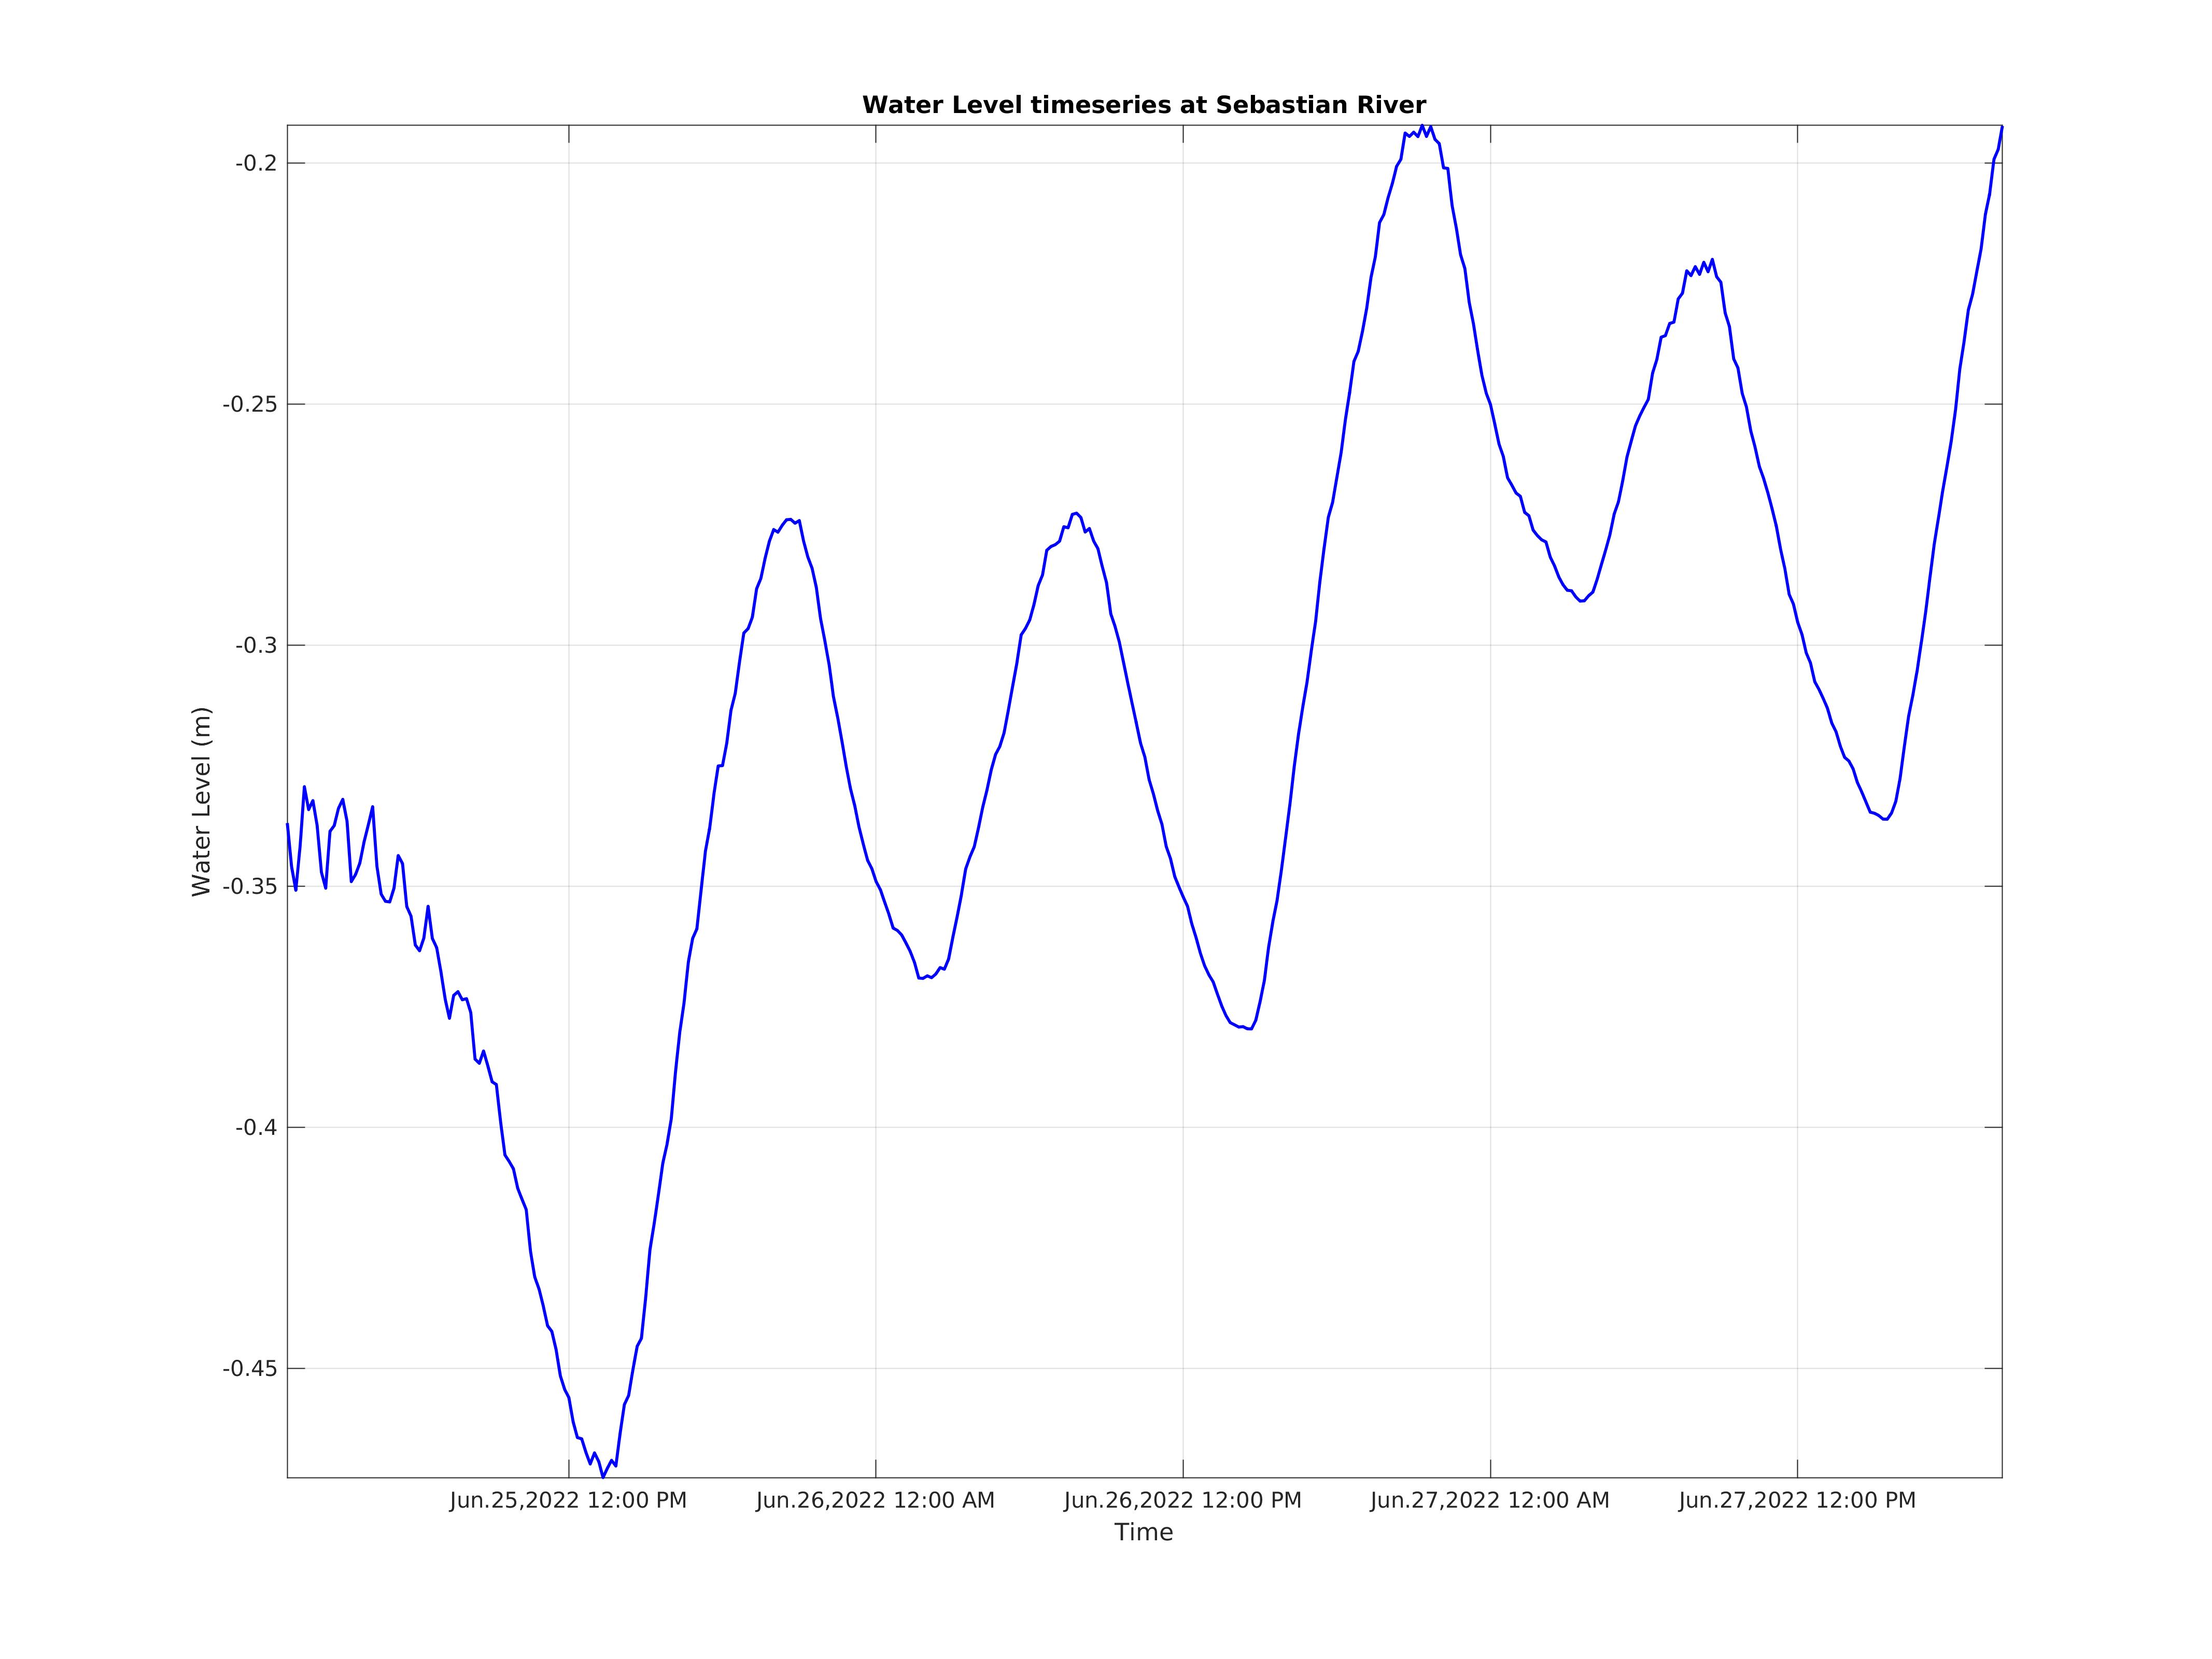 Water Level timeseries at Sebastian River
-0.2
-0.25
-0.3
-0.35
-0.4
-0.45
Water Level (m)
Jun.25,2022 12:00 PM
Jun.26,2022 12:00 AM
Jun.26,2022 12:00 PM
Jun.27,2022 12:00 AM
Jun.27,2022 12:00 PM
Time